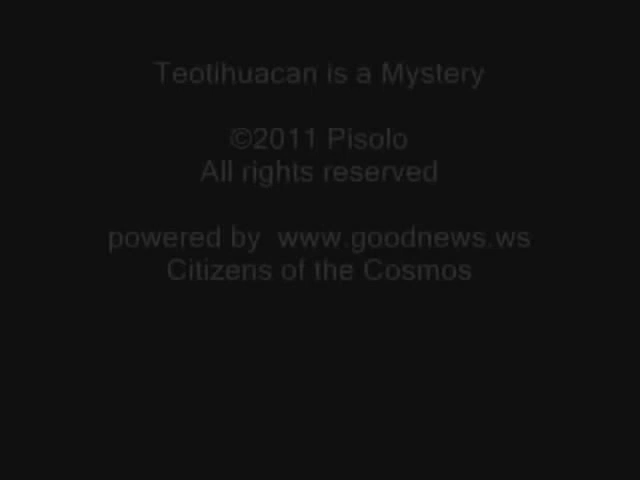 Teotihuacan is a Mystery
©2011 Pisolo
All rights reserved
powered by  www.goodnews.ws
Citizens of the Cosmos